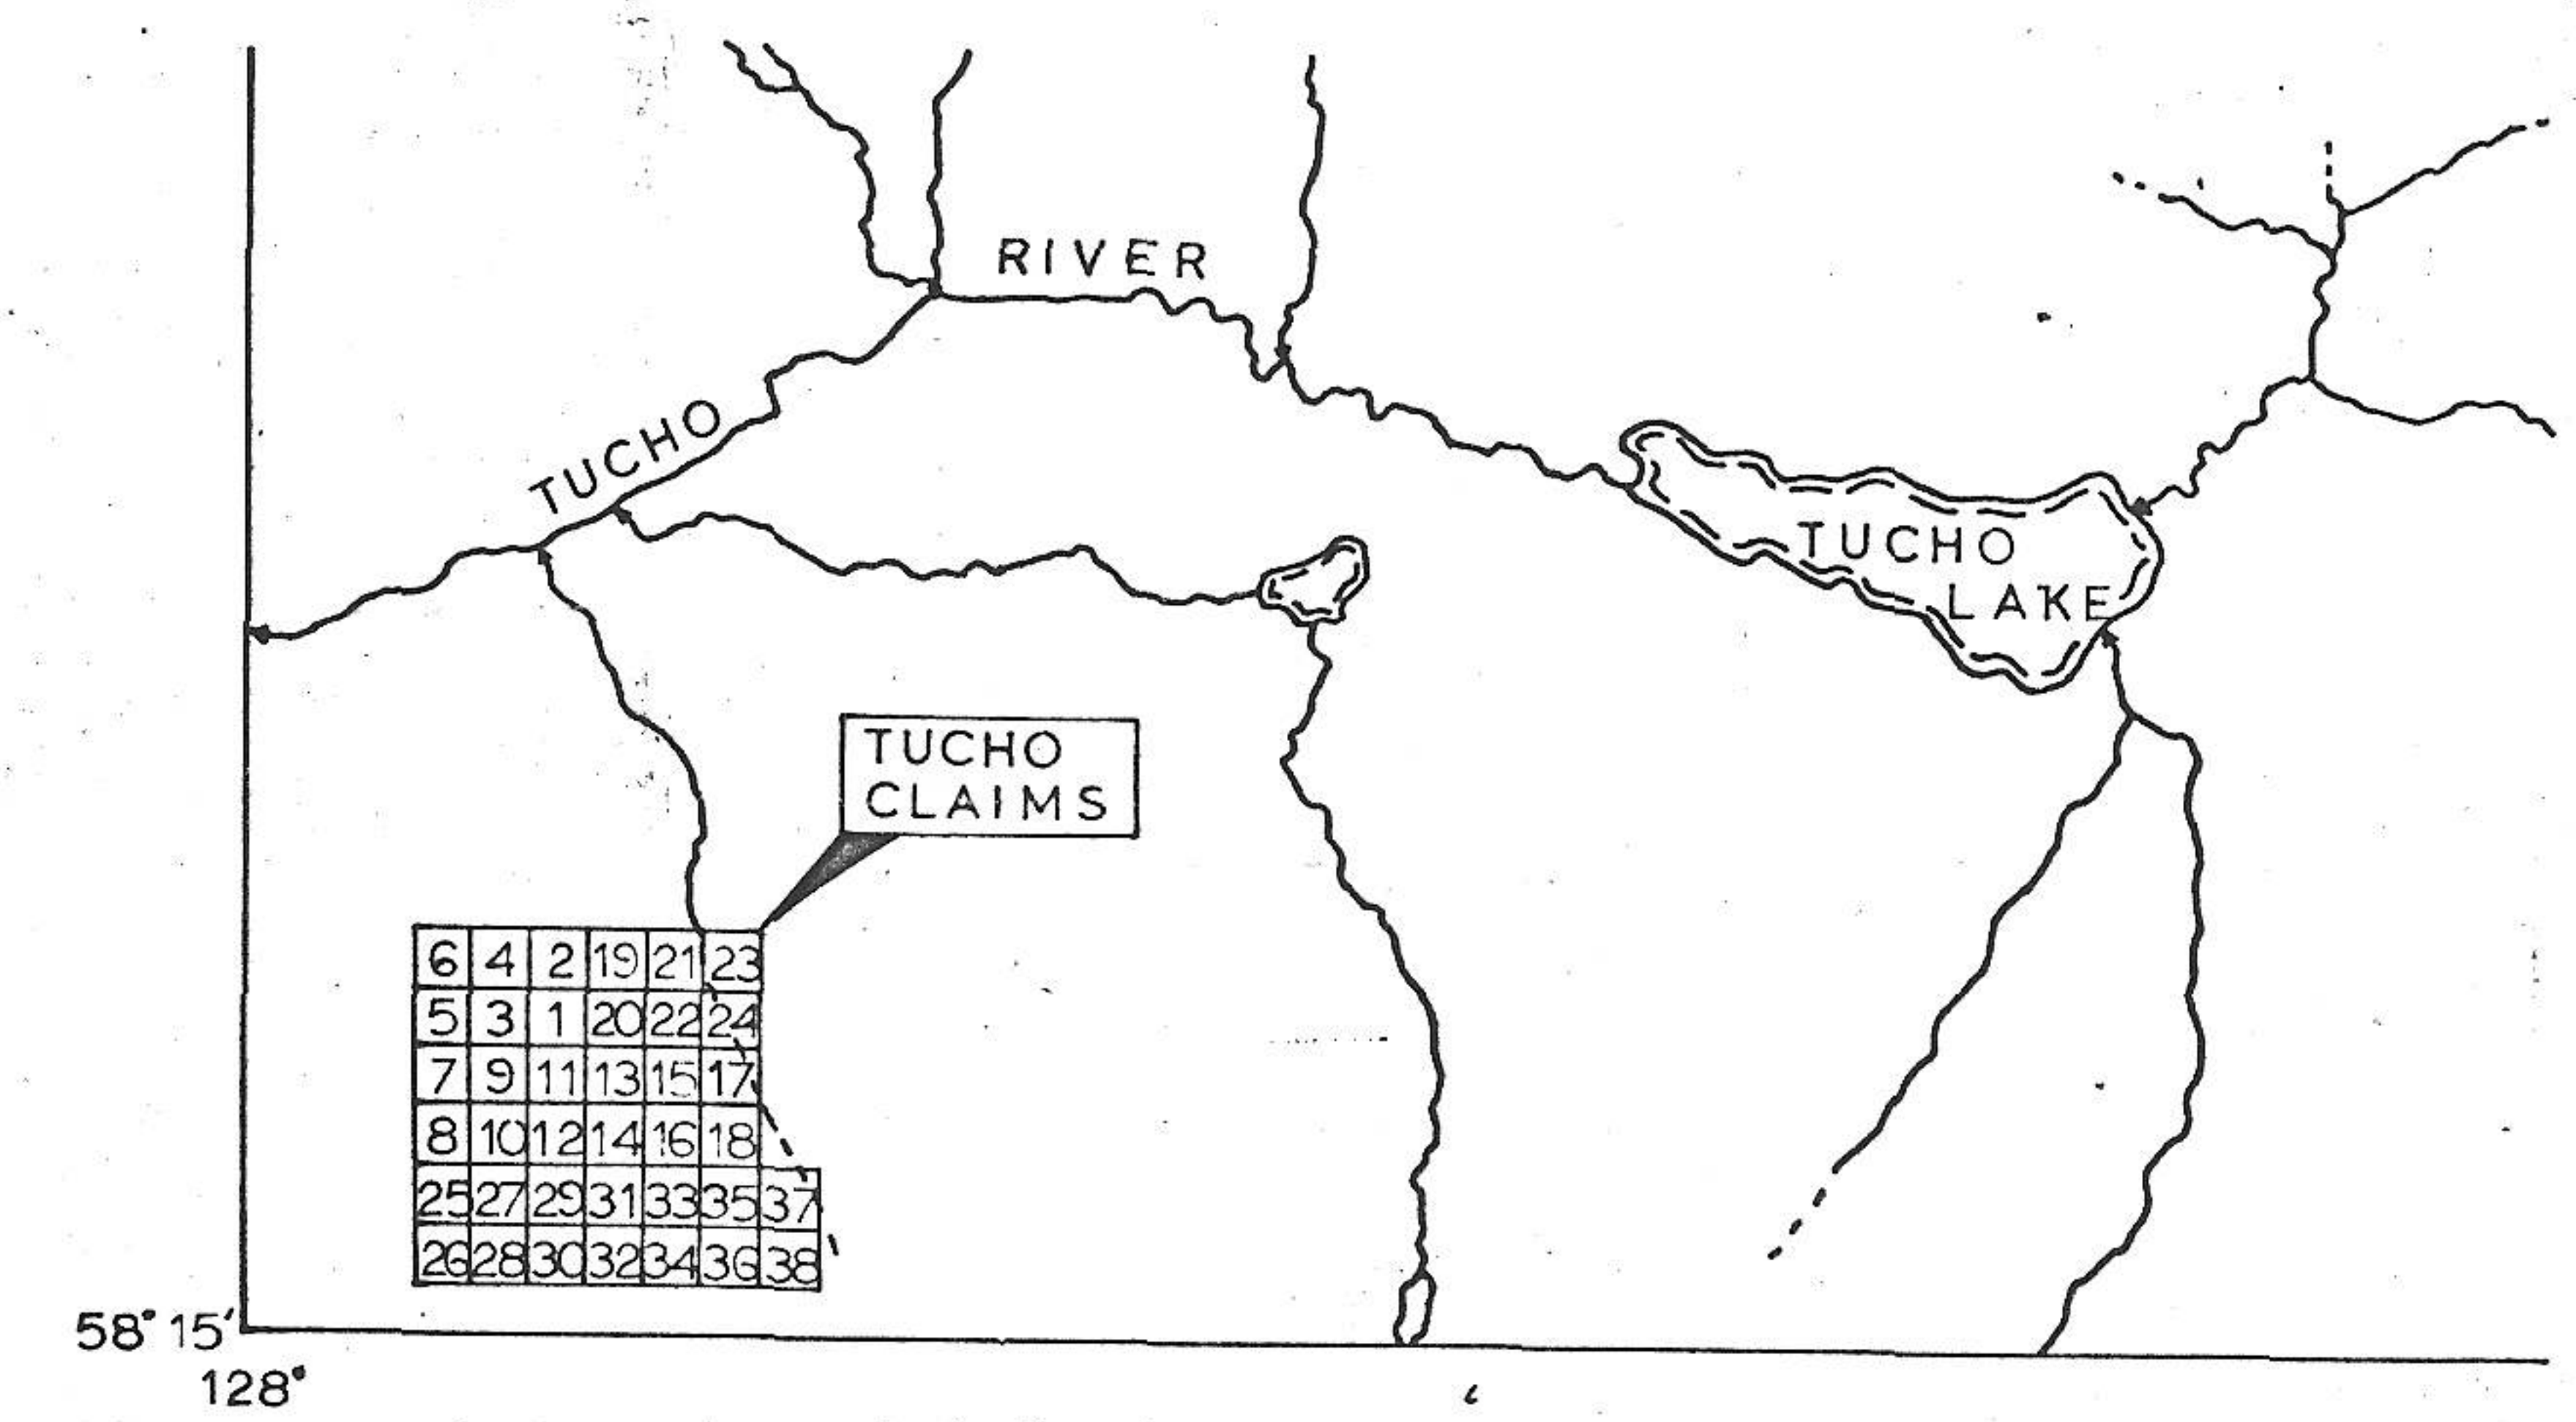 RIVER
TUCHO
TUCHO
LAKE
TUCHO
CLAIMS
6 4 2 19 21 23
5 3 1 20 22 24
7 9 11 13 15 17
8 10 12 14 16 18
25 27 29 31 33 35 37
26 28 30 32 34 36 38
58° 15'
128°